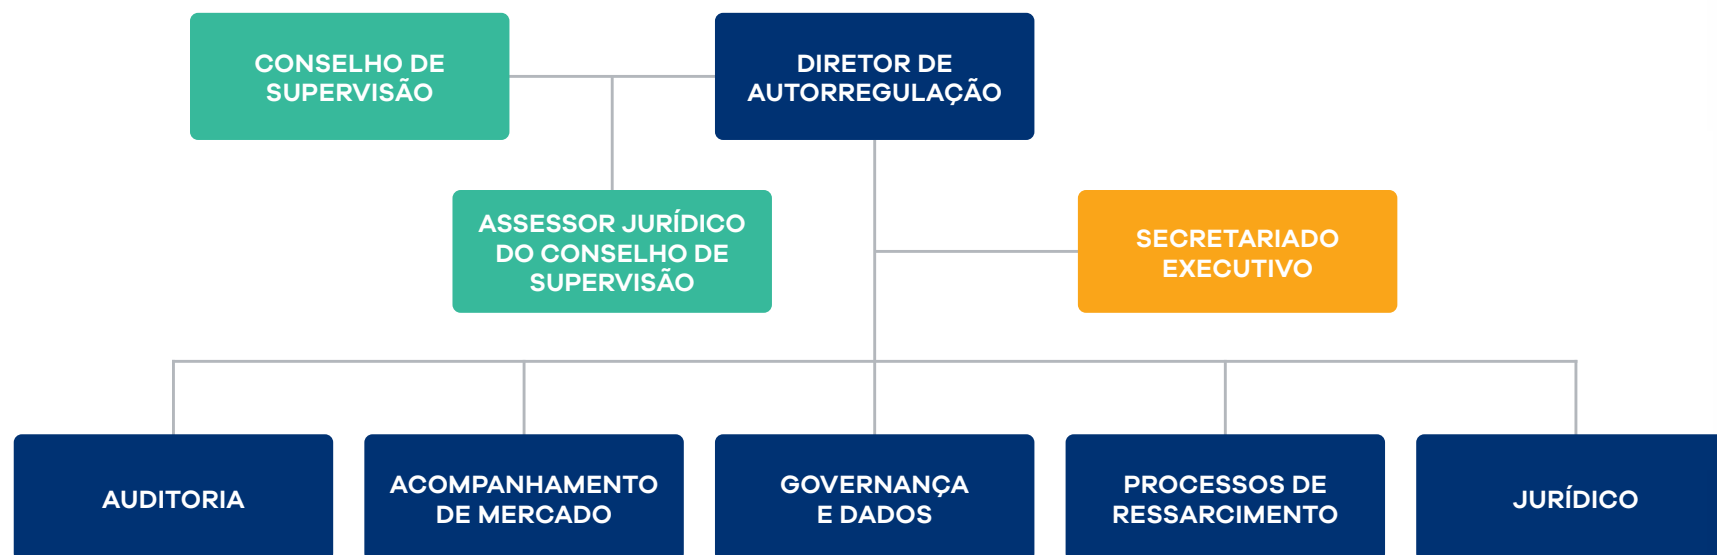 CONSELHO DE
SUPERVISÃO
DIRETOR DE
AUTORREGULAÇÃO
ASSESSOR JURÍDICO
DO CONSELHO DE
SUPERVISÃO
SECRETARIADO
EXECUTIVO
AUDITORIA
ACOMPANHAMENTO
DE MERCADO
GOVERNANÇA
E DADOS
PROCESSOS DE
RESSARCIMENTO
JURÍDICO